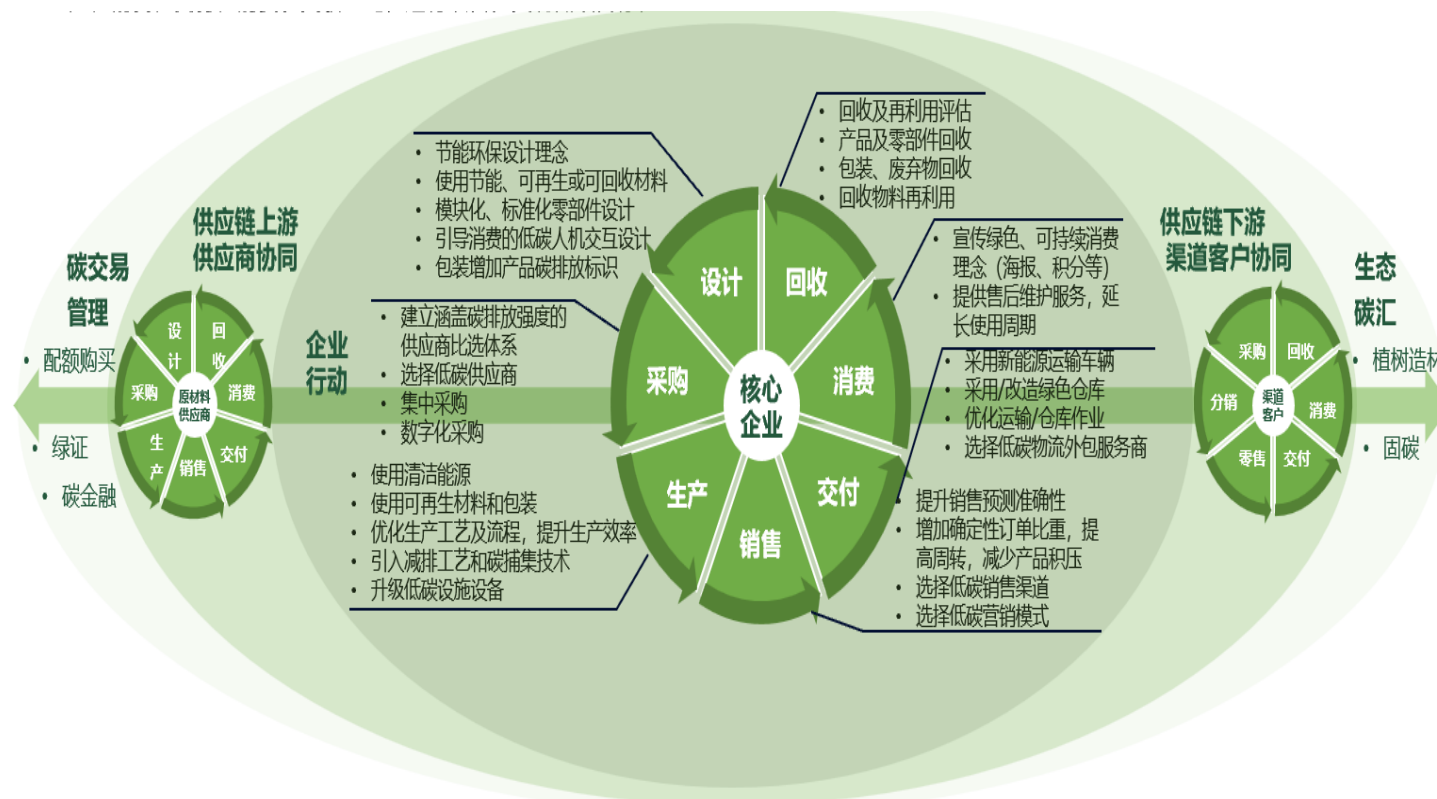 碳交易
管理
• 配额购买
• 绿证
• 碳金融
供应链上游
供应商协同
设
计
回
收
采购
消费
原材料
供应商
生
产
销售
交付
企业
行动
• 节能环保设计理念
• 使用节能、可再生或可回收材料
• 模块化、标准化零部件设计
• 引导消费的低碳人机交互设计
• 包装增加产品碳排放标识
• 建立涵盖碳排放强度的
供应商比选体系
• 选择低碳供应商
• 集中采购
• 数字化采购
• 使用清洁能源
• 使用可再生材料和包装
• 优化生产工艺及流程，提升生产效率
• 引入减排工艺和碳捕集技术
• 升级低碳设施设备
设计
回收
采购
消费
核心
企业
生产
交付
销售
• 回收及再利用评估
• 产品及零部件回收
• 包装、废弃物回收
• 回收物料再利用
• 宣传绿色、可持续消费
理念（海报、积分等）
• 提供售后维护服务，延
长使用周期
• 采用新能源运输车辆
• 采用/改造绿色仓库
• 优化运输/仓库作业
• 选择低碳物流外包服务商
• 提升销售预测准确性
• 增加确定性订单比重，提
高周转，减少产品积压
• 选择低碳销售渠道
• 选择低碳营销模式
供应链下游
渠道客户协同
采购
回收
分销
消费
渠道
客户
零售
交付
生态
碳汇
• 植树造林
• 固碳